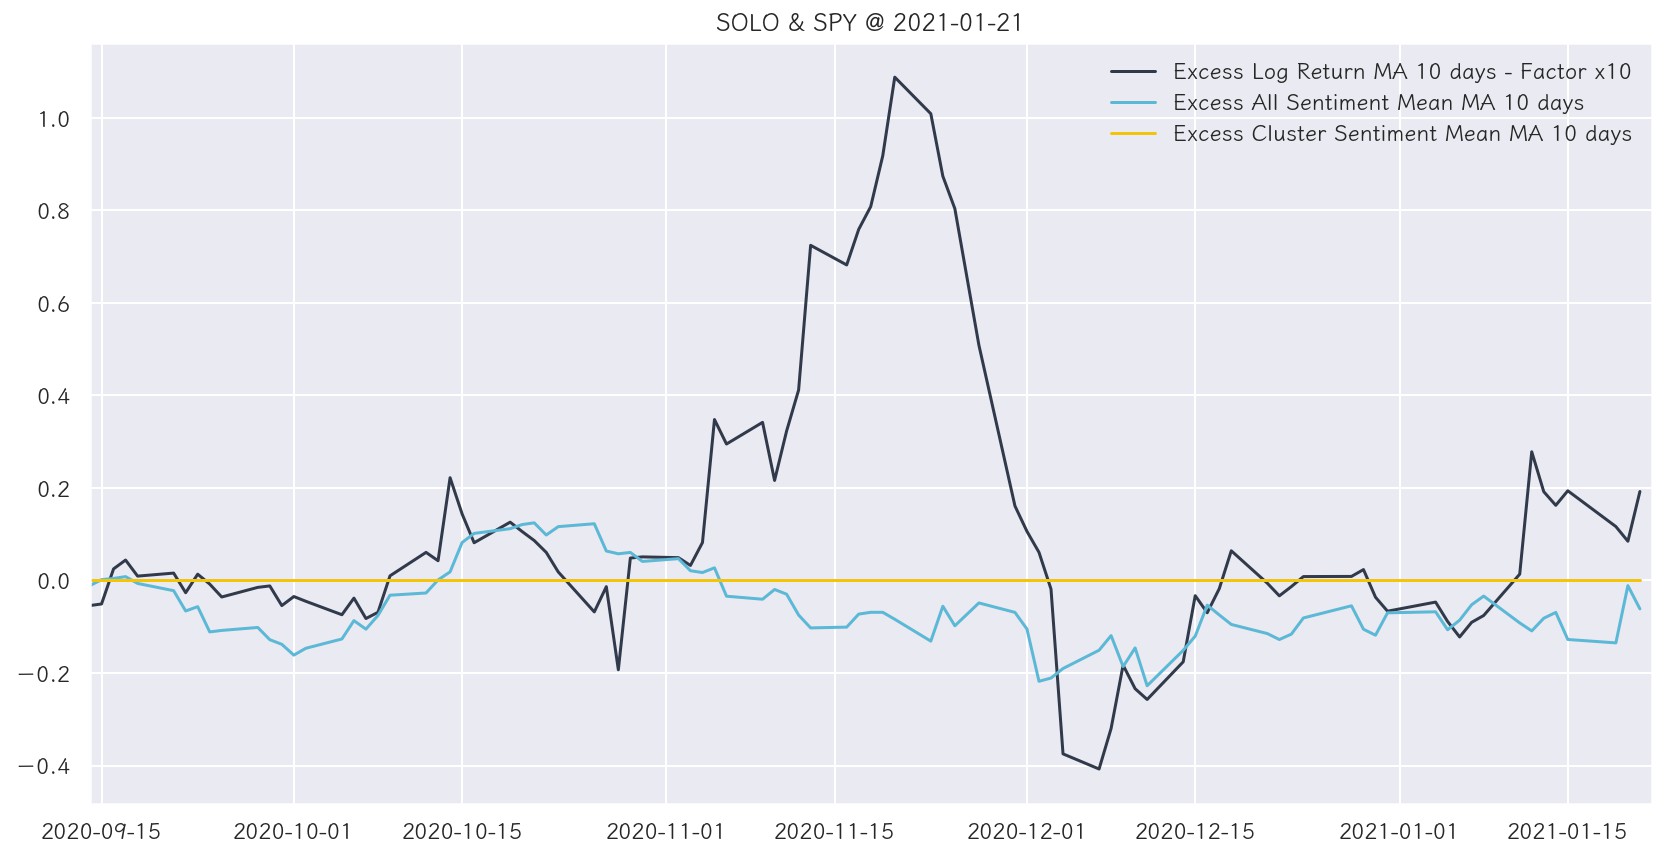 SOLO & SPY @ 2021-01-21
Excess Log Return MA 10 days - Factor x10
Excess All Sentiment Mean MA 10 days
Excess Cluster Sentiment Mean MA 10 days
1.0
0.8
0.6
0.4
0.2
0.0
−0.2
−0.4
2020-09-15 2020-10-01 2020-10-15 2020-11-01 2020-11-15 2020-12-01 2020-12-15 2021-01-01 2021-01-15